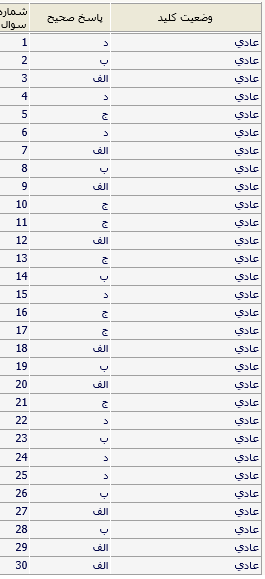 شماره سوال پاسخ صحیح وضعیت کلید
1 د عادي
2 ب عادي
3 الف عادي
4 د عادي
5 ج عادي
6 د عادي
7 الف عادي
8 ب عادي
9 الف عادي
10 ج عادي
11 ج عادي
12 الف عادي
13 ج عادي
14 ب عادي
15 د عادي
16 ج عادي
17 ج عادي
18 الف عادي
19 ب عادي
20 الف عادي
21 ج عادي
22 د عادي
23 ب عادي
24 د عادي
25 د عادي
26 ب عادي
27 الف عادي
28 ب عادي
29 الف عادي
30 الف عادي